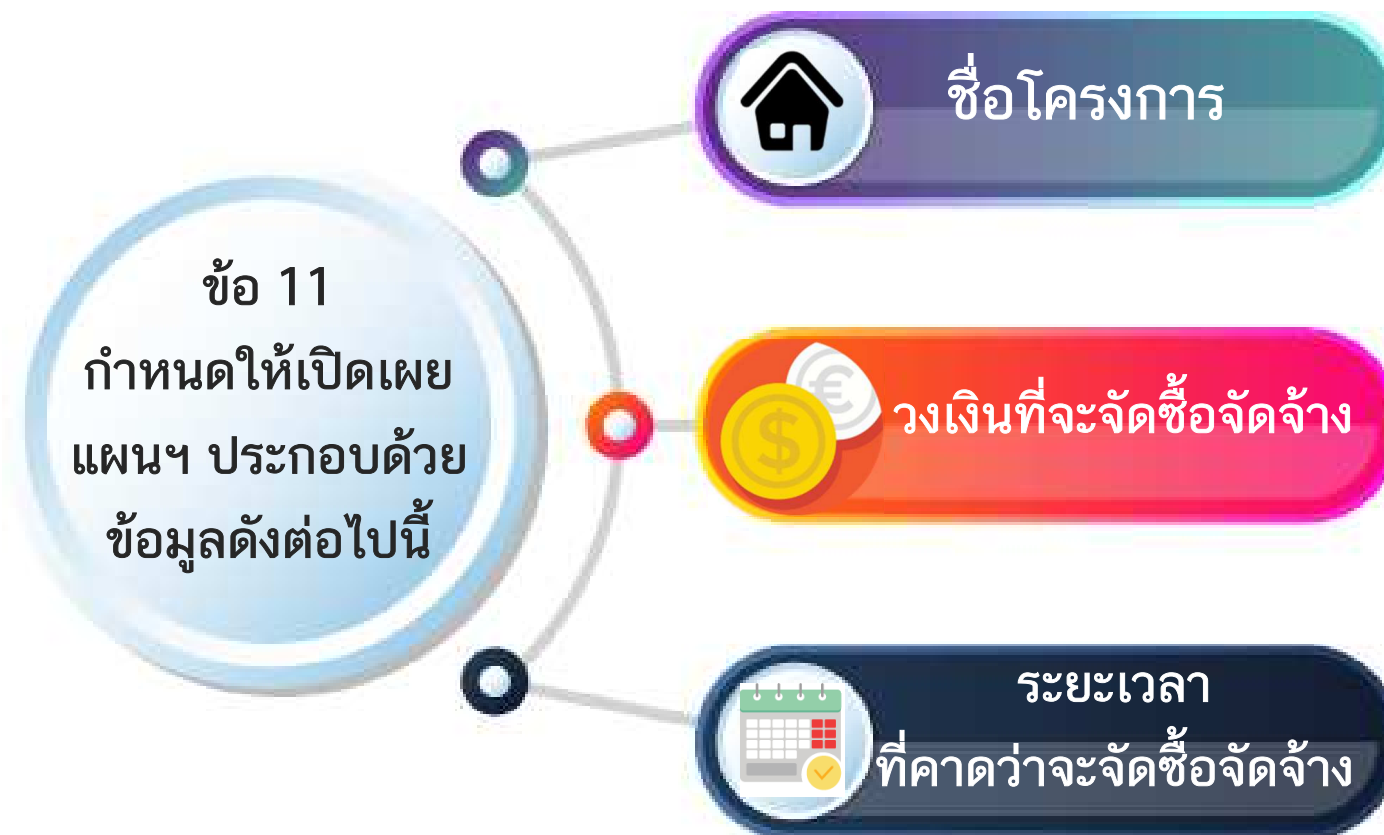 ข้อ 11
กำหนดให้เปิดเผย
แผนฯ ประกอบด้วย
ข้อมูลดังต่อไปนี้
ชื่อโครงการ
วงเงินที่จะจัดซื้อจัดจ้าง
ระยะเวลา
ที่คาดว่าจะจัดซื้อจัดจ้าง